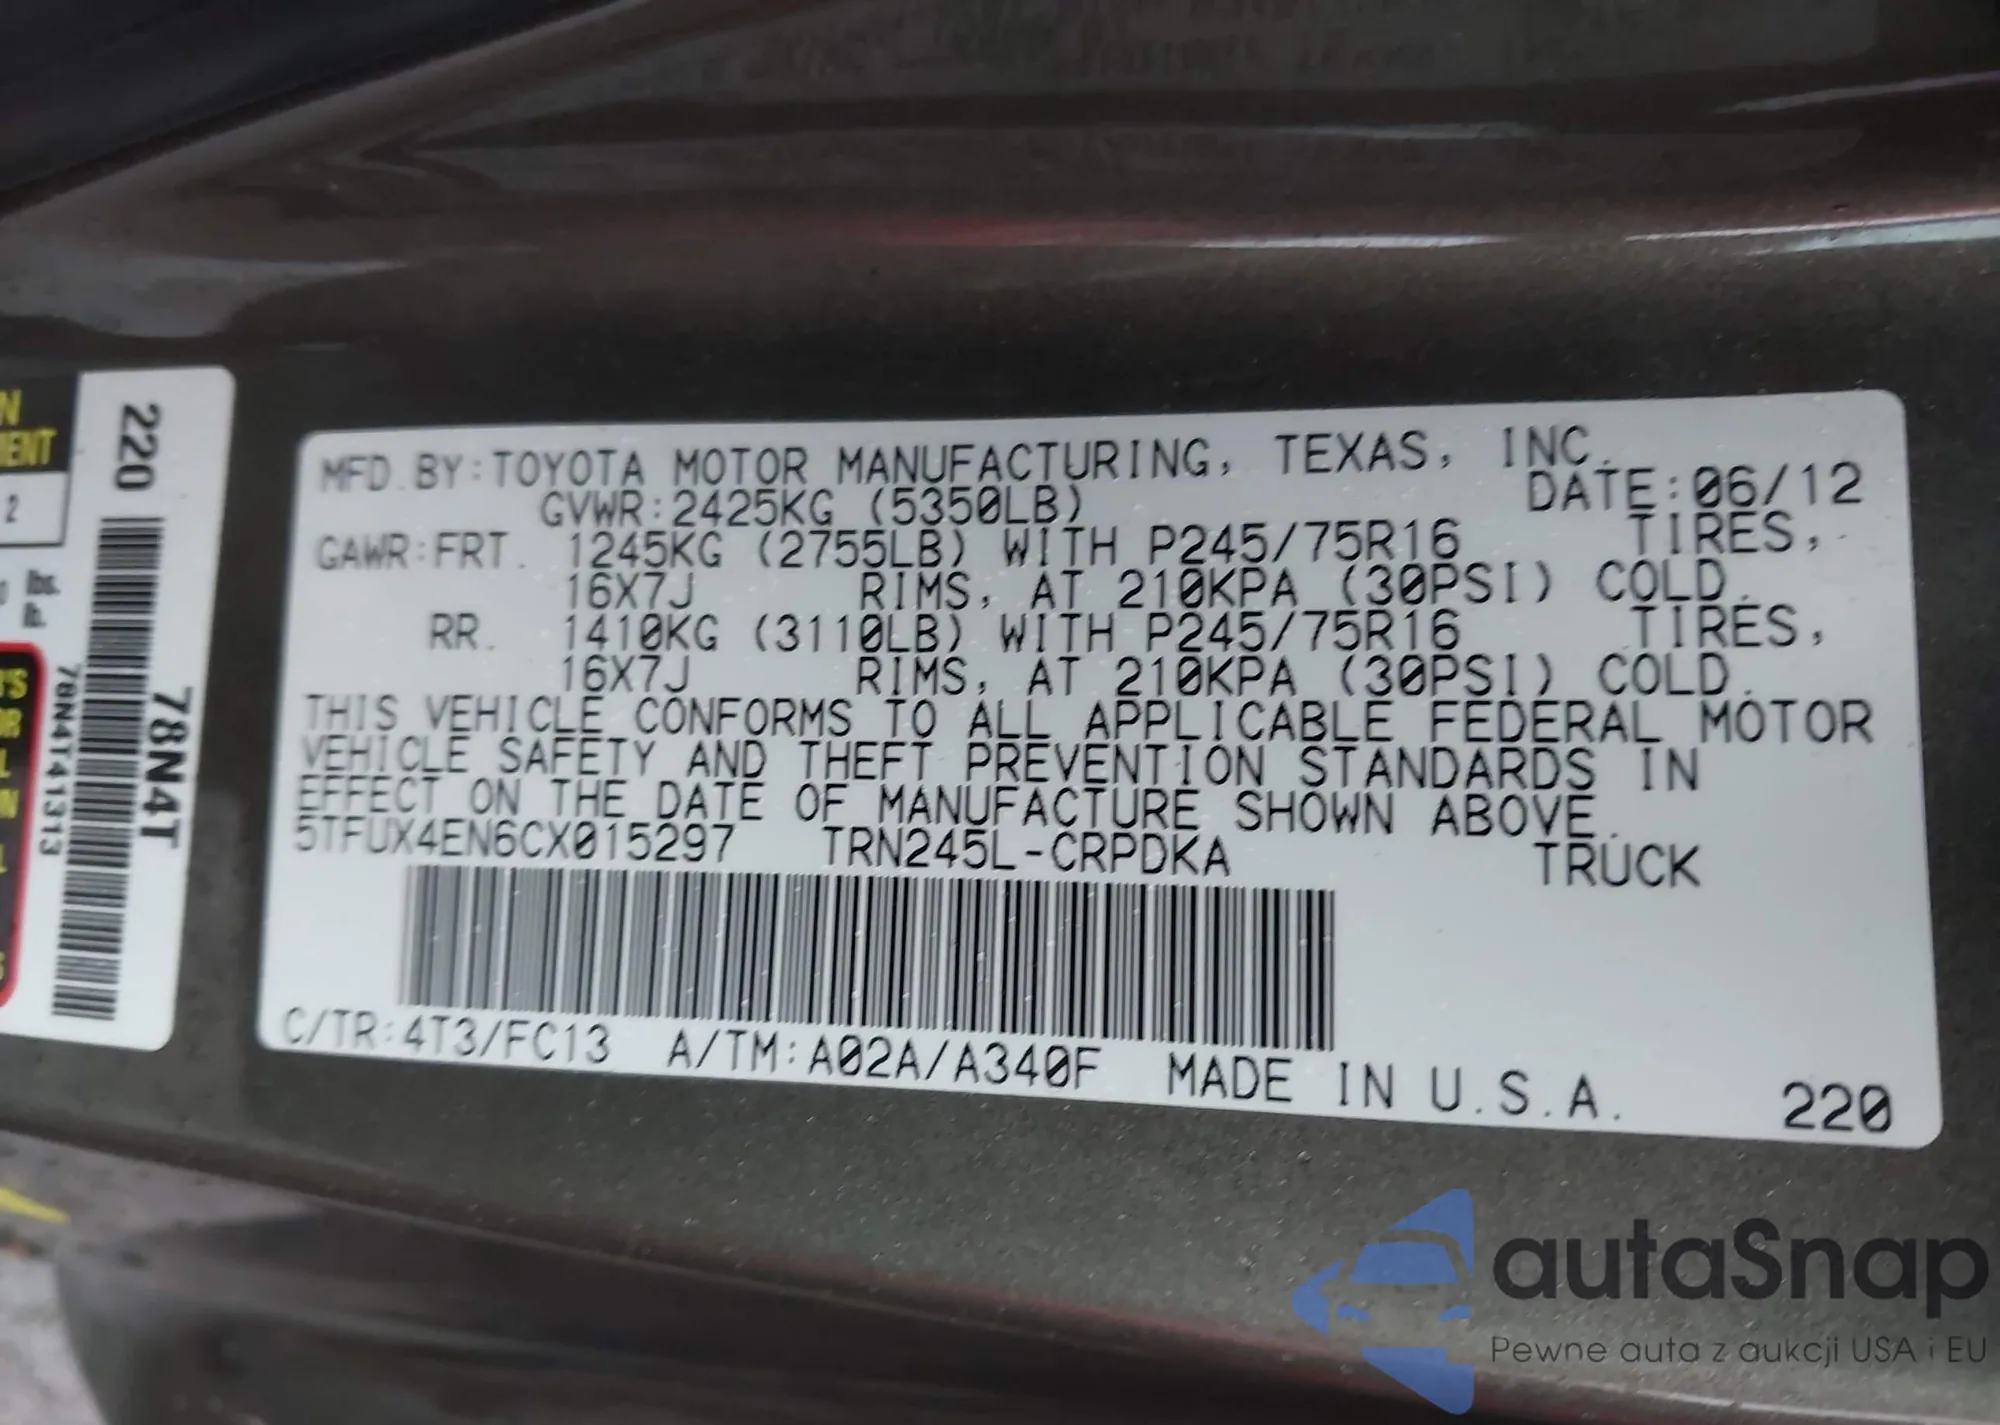 N
MENT
2
lbs.
220
78N4T
78N4T41313
MFD.BY:TOYOTA MOTOR MANUFACTURING, TEXAS, INC.
GVWR:2425KG (5350LB) DATE:06/12
GAWR:FRT. 1245KG (2755LB) WITH P245/75R16 TIRES,
16X7J RIMS, AT 210KPA (30PSI) COLD.
RR. 1410KG (3110LB) WITH P245/75R16 TIRES,
16X7J RIMS, AT 210KPA (30PSI) COLD.
THIS VEHICLE CONFORMS TO ALL APPLICABLE FEDERAL MOTOR
VEHICLE SAFETY AND THEFT PREVENTION STANDARDS IN
EFFECT ON THE DATE OF MANUFACTURE SHOWN ABOVE.
5TFUX4EN6CX015297 TRN245L-CRPDKA TRUCK
C/TR:4T3/FC13 A/TM:A02A/A340F MADE IN U.S.A. 220
autaSnap
Pewne auta z aukcji USA i EU